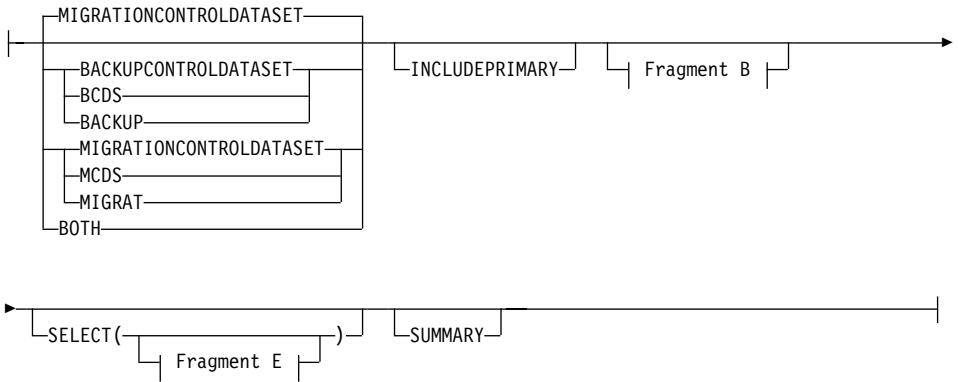 MIGRATIONCONTROLDATASET
BACKUPCONTROLDATASET
BCDS
BACKUP
MIGRATIONCONTROLDATASET
MCDS
MIGRAT
BOTH
INCLUDEPRIMARY
Fragment B
SELECT( )
Fragment E
SUMMARY